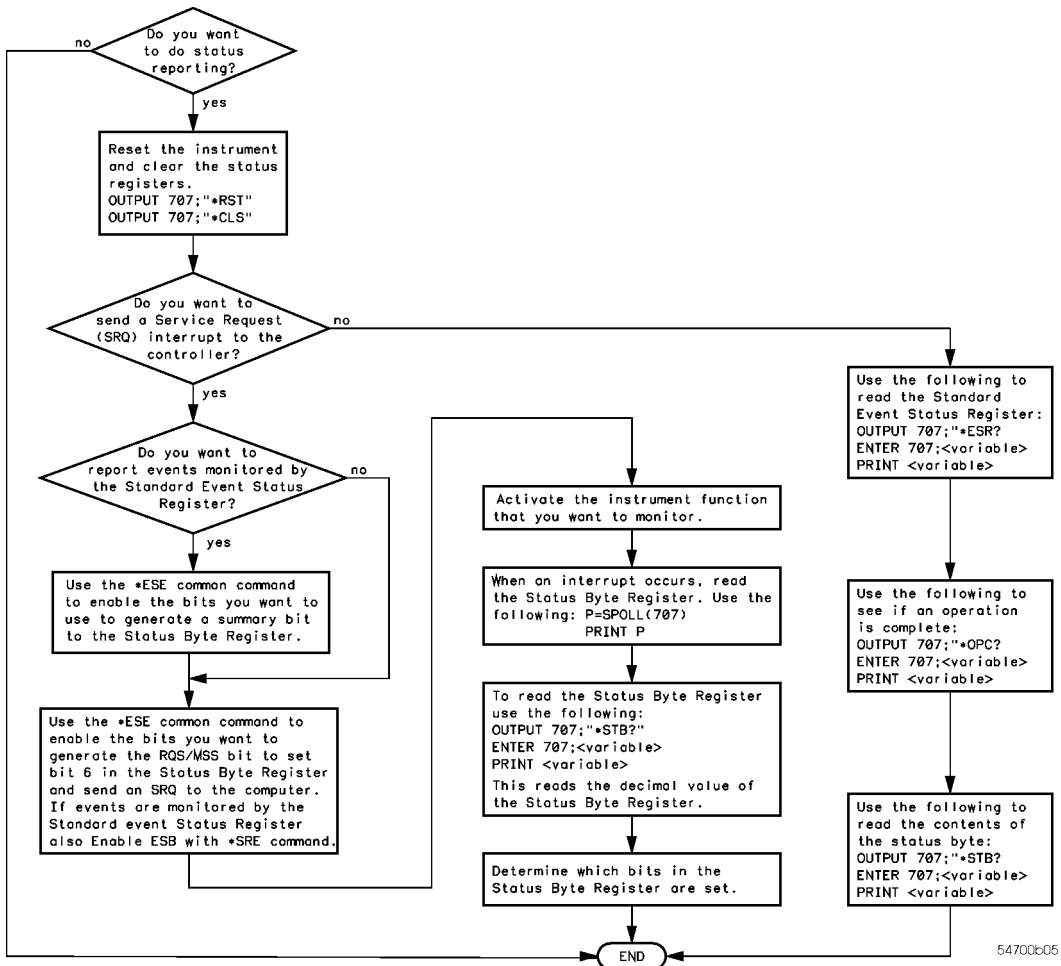 Do you want
to do status
reporting?
no
yes
Reset the instrument
and clear the status
registers.
OUTPUT 707;"*RST"
OUTPUT 707;"*CLS"
Do you want to
send a Service Request
(SRQ) interrupt to the
controller?
no
yes
Do you want to
report events monitored by
the Standard Event Status
Register?
no
yes
Use the *ESE common command
to enable the bits you want to
use to generate a summary bit
to the Status Byte Register.
Use the *ESE common command to
enable the bits you want to
generate the RQS/MSS bit to set
bit 6 in the Status Byte Register
and send an SRQ to the computer.
If events are monitored by the
Standard event Status Register
also Enable ESB with *SRE command.
Activate the instrument function
that you want to monitor.
When an interrupt occurs, read
the Status Byte Register. Use the
following: P=SPOLL(707)
PRINT P
To read the Status Byte Register
use the following:
OUTPUT 707;"*STB?"
ENTER 707;<variable>
PRINT <variable>
This reads the decimal value of
the Status Byte Register.
Determine which bits in the
Status Byte Register are set.
Use the following to
read the Standard
Event Status Register:
OUTPUT 707;"*ESR?
ENTER 707;<variable>
PRINT <variable>
Use the following to
see if an operation
is complete:
OUTPUT 707;"*OPC?
ENTER 707;<variable>
PRINT <variable>
Use the following to
read the contents of
the status byte:
OUTPUT 707;"*STB?
ENTER 707;<variable>
PRINT <variable>
END
54700b05